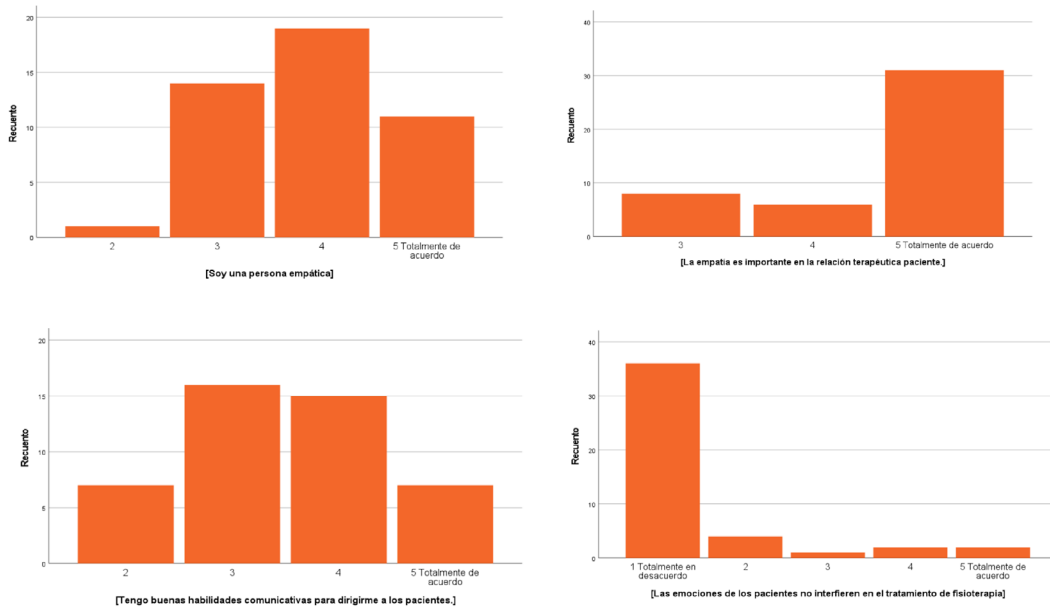 20
15
10
5
0
Recuento
2
3
4
5 Totalmente de
acuerdo
[Soy una persona empática]
40
30
20
10
0
Recuento
3
4
5 Totalmente de acuerdo
[La empatía es importante en la relación terapéutica paciente.]
20
15
10
5
0
Recuento
2
3
4
5 Totalmente de
acuerdo
[Tengo buenas habilidades comunicativas para dirigirme a los pacientes.]
40
30
20
10
0
Recuento
1 Totalmente en
desacuerdo
2
3
4
5 Totalmente de
acuerdo
[Las emociones de los pacientes no interfieren en el tratamiento de fisioterapia]